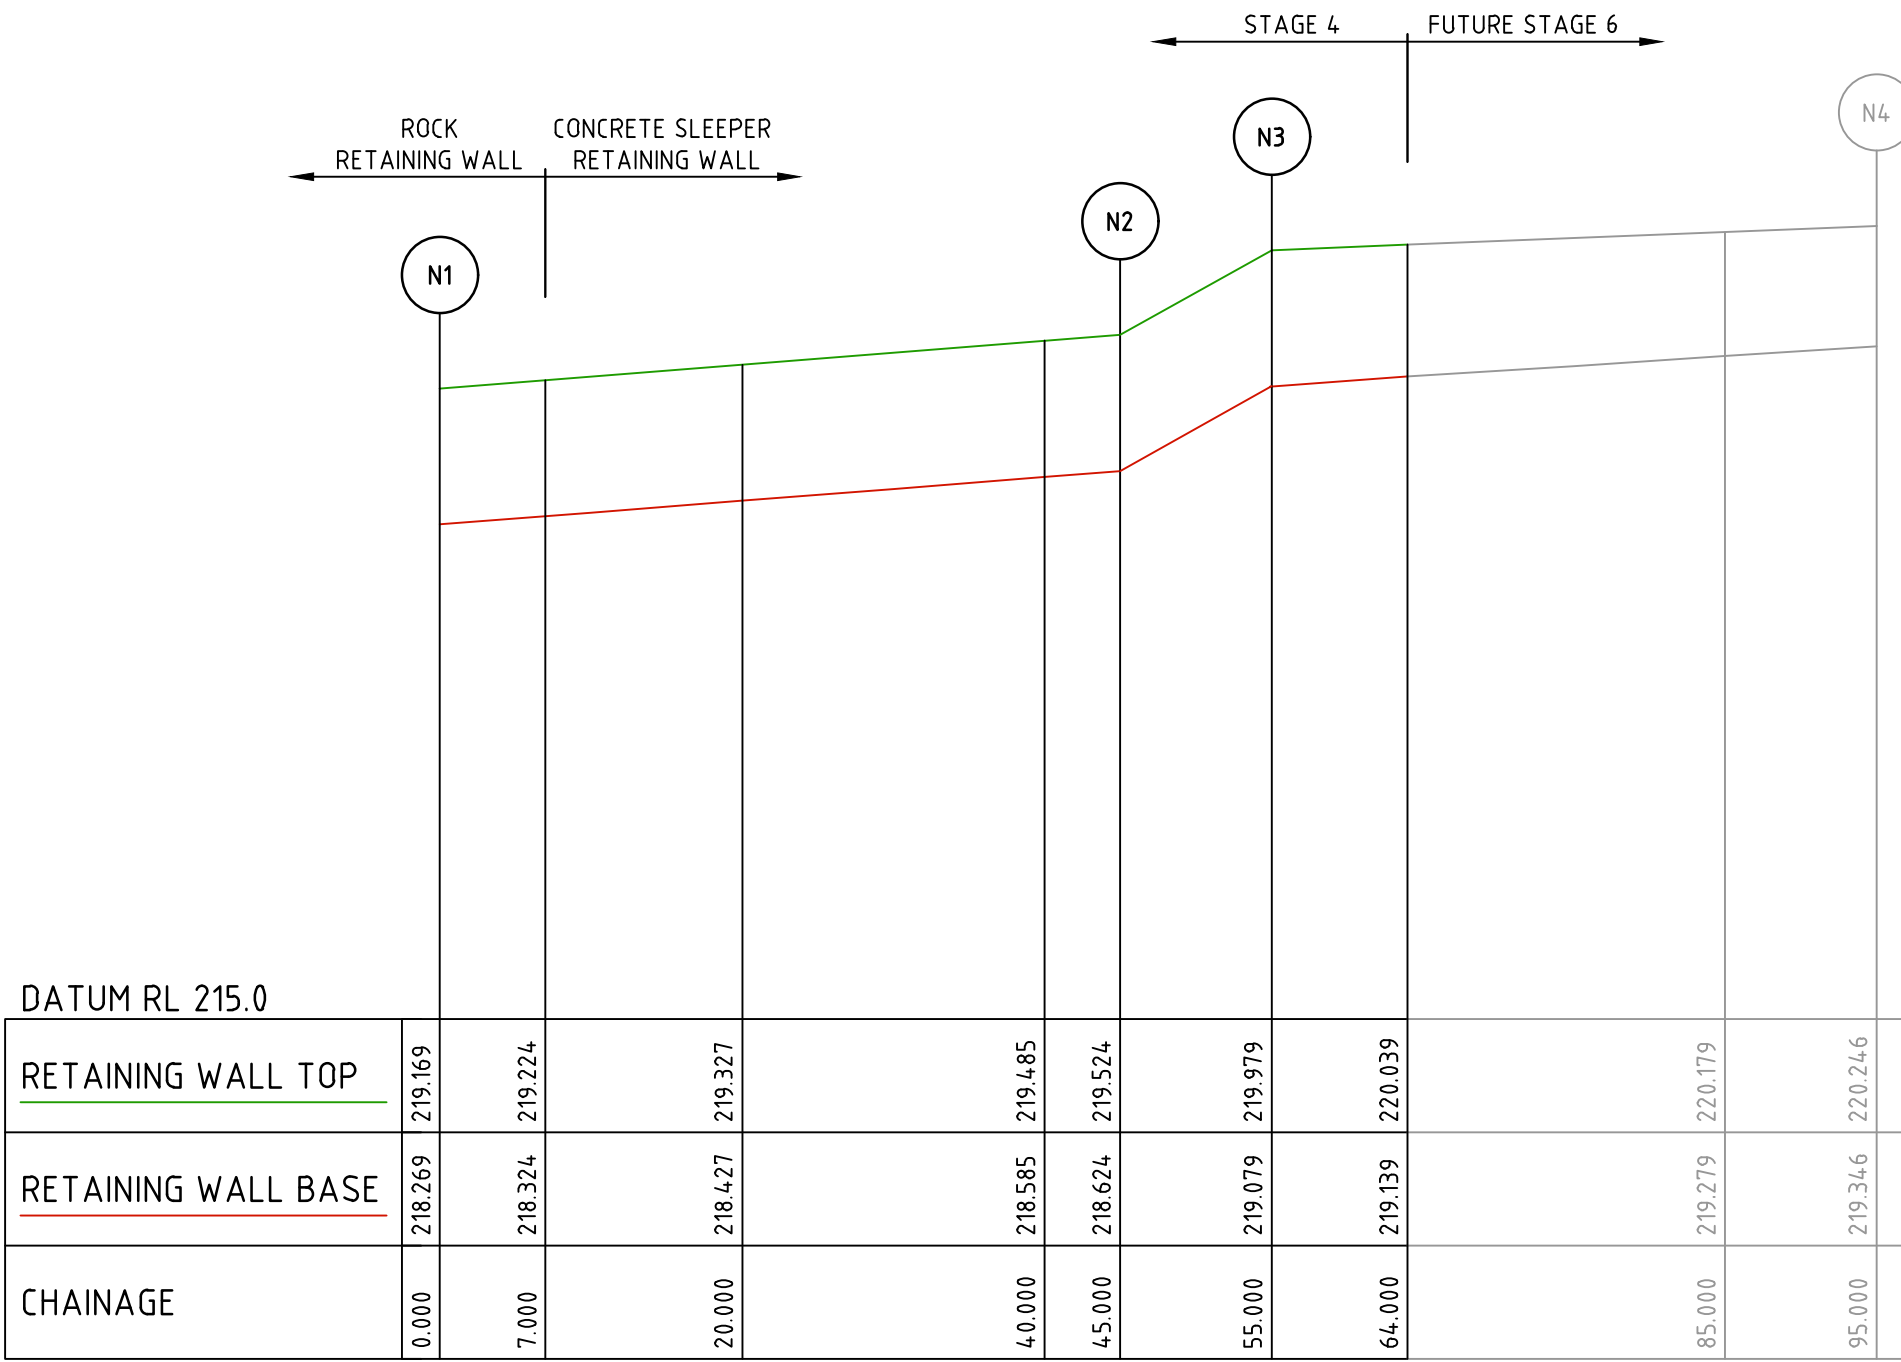 STAGE 4 FUTURE STAGE 6
ROCK
RETAINING WALL
CONCRETE SLEEPER
RETAINING WALL
N1
N2
N3
N4
DATUM RL 215.0
RETAINING WALL TOP 219.169 219.224 219.327 219.485 219.524 219.979 220.039 220.179 220.246
RETAINING WALL BASE 218.269 218.324 218.427 218.585 218.624 219.079 219.139 219.279 219.346
CHAINAGE 0.000 7.000 20.000 40.000 45.000 55.000 64.000 85.000 95.000